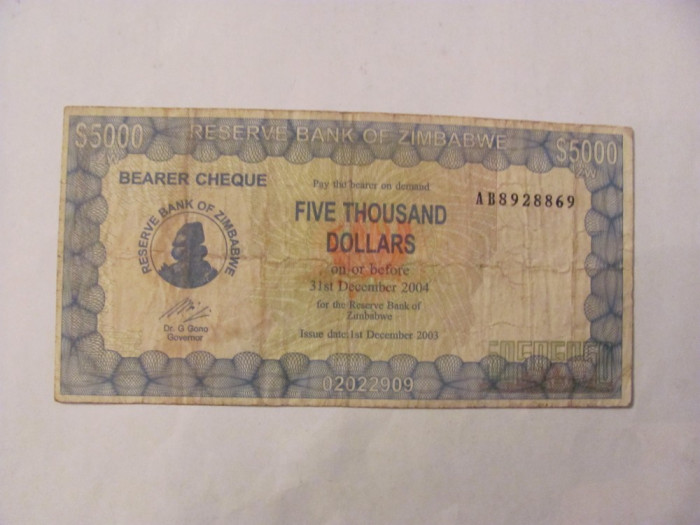 $5000
ZW
RESERVE BANK OF ZIMBABWE
$5000
ZW
BEARER CHEQUE
Pay the bearer on demand
AB8928869
FIVE THOUSAND
DOLLARS
RESERVE BANK OF ZIMBABWE
on or before
31st December 2004
for the Reserve Bank of
Zimbabwe
Dr. G Gono
Governor
Issue date:1st December 2003
02022909